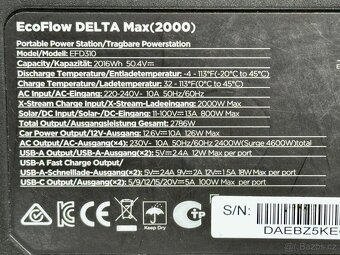 EcoFlow DELTA Max(2000)
Portable Power Station/Tragbare Powerstation
Model/Modell: EFD310
Capacity/Kapazität: 2016Wh 50.4V⎓
Discharge Temperature/Entladetemperatur: -4 - 113°F(-20°C to 45°C)
Charge Temperature/Ladetemperatur: 32 - 113°F(0°C to 45°C)
AC Input/AC-Eingang: 220-240V~ 10A 50Hz/60Hz
X-Stream Charge Input/X-Stream-Eingang: 2000W Max
Solar/DC Input/Solar/DC-Eingang: 11-100V⎓13A 800W Max
Total Output/Ausgang Gesamt: 2786W
Car Power Output/12V-Ausgang: 12.6V⎓10A 126W Max
AC Output/AC-Ausgang(×4): 230V~ 10A 50Hz/60Hz 2400W (Surge 4600W) total
USB-A Output/USB-A-Ausgang(×2): 5V⎓2.4A 12W Max per port
USB-A Fast Charge Output/
USB-A-Schnelllade-Ausgang(×2): 5V⎓2.4A 9V⎓2A 12V⎓1.5A 18W Max per port
USB-C Output/USB-C-Ausgang(×2): 5/9/12/15/20V⎓5A 100W Max per port
Keep Dry
S/N:
DAEBZ5KE